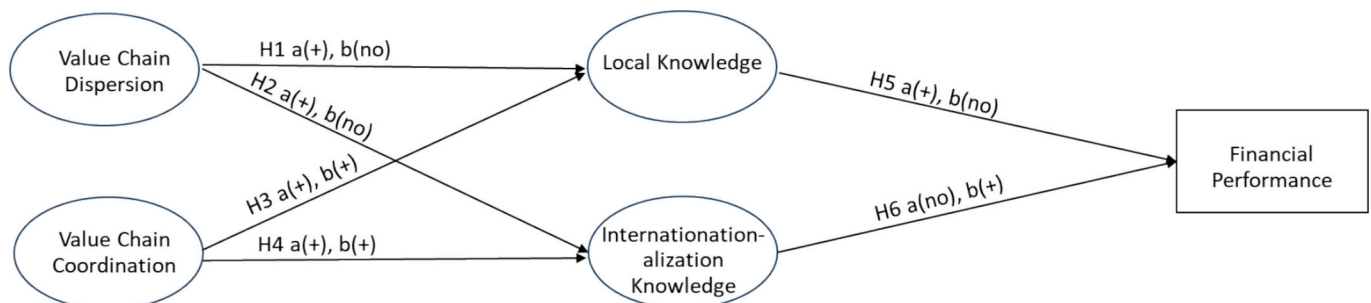 Value Chain
Dispersion
H1 a(+), b(no)
H2 a(+), b(no)
Local Knowledge
H5 a(+), b(no)
Financial
Performance
Value Chain
Coordination
H3 a(+), b(+)
H4 a(+), b(+)
Internationation-
alization
Knowledge
H6 a(no), b(+)